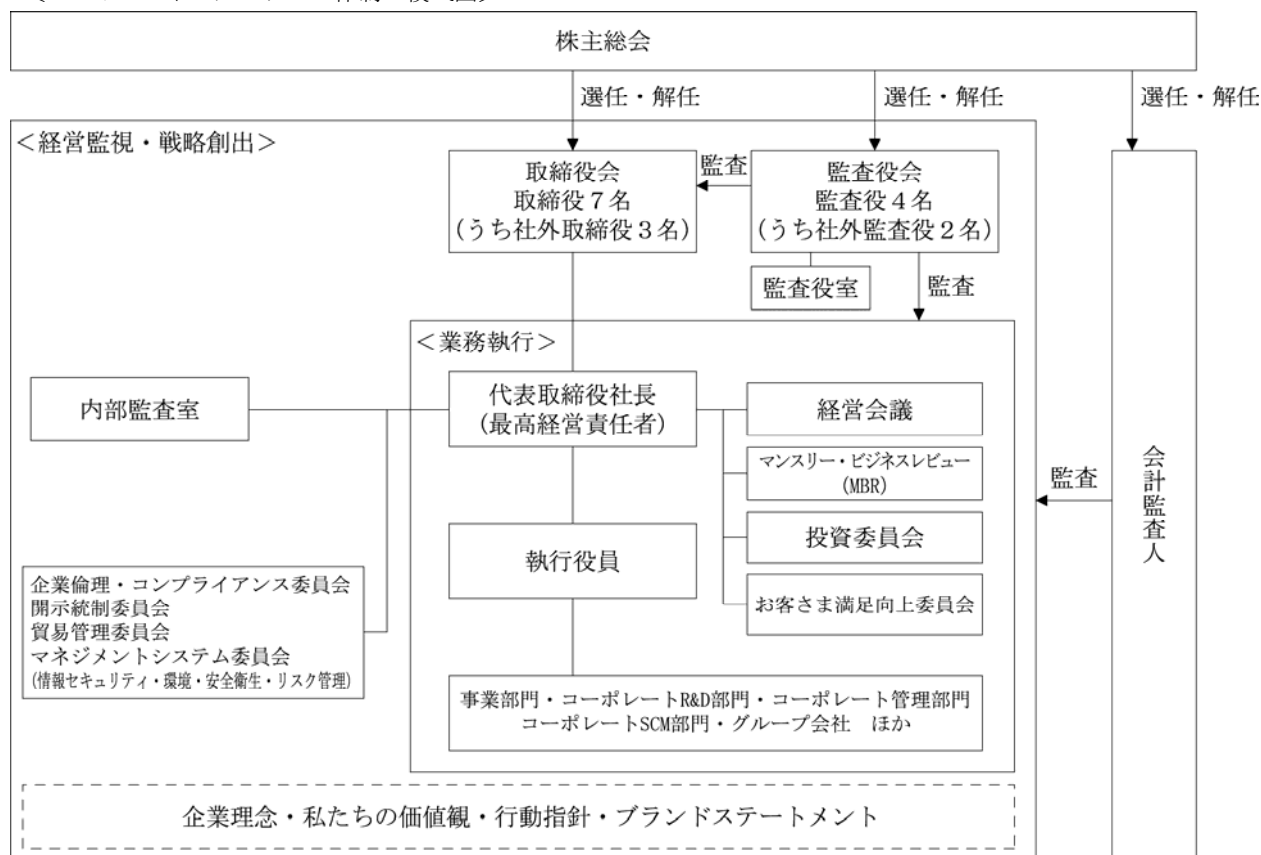 株主総会
選任・解任
選任・解任
選任・解任
＜経営監視・戦略創出＞
取締役会
取締役７名
(うち社外取締役３名)
監査
監査役会
監査役４名
(うち社外監査役２名)
監査役室
監査
＜業務執行＞
内部監査室
代表取締役社長
(最高経営責任者)
経営会議
マンスリー・ビジネスレビュー
(MBR)
投資委員会
お客さま満足向上委員会
執行役員
企業倫理・コンプライアンス委員会
開示統制委員会
貿易管理委員会
マネジメントシステム委員会
(情報セキュリティ・環境・安全衛生・リスク管理)
事業部門・コーポレートR&D部門・コーポレート管理部門
コーポレートSCM部門・グループ会社　ほか
監査
会計監査人
企業理念・私たちの価値観・行動指針・ブランドステートメント